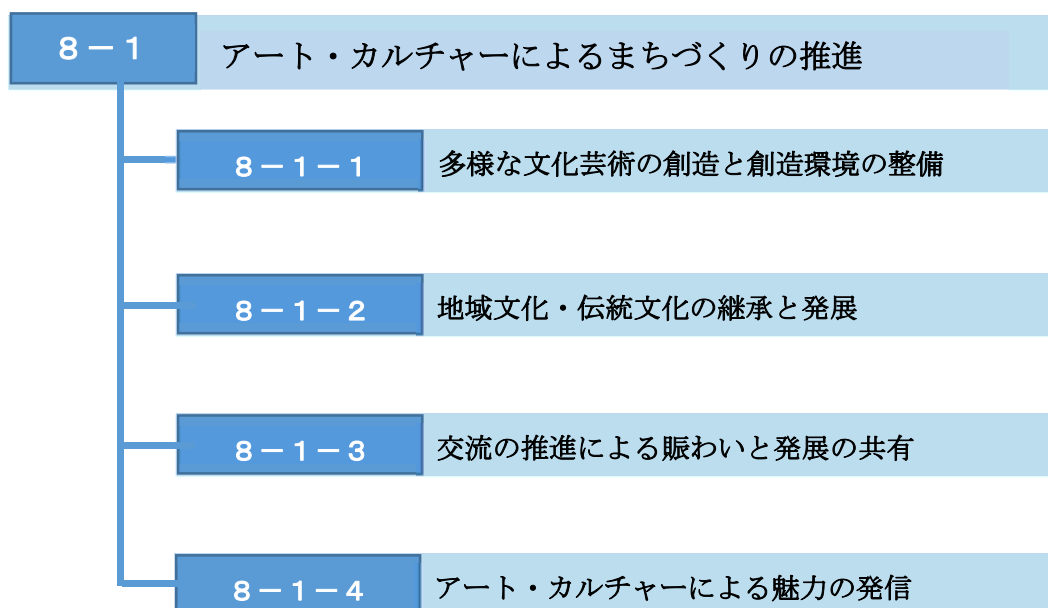 ８－１ アート・カルチャーによるまちづくりの推進
８－１－１ 多様な文化芸術の創造と創造環境の整備
８－１－２ 地域文化・伝統文化の継承と発展
８－１－３ 交流の推進による賑わいと発展の共有
８－１－４ アート・カルチャーによる魅力の発信